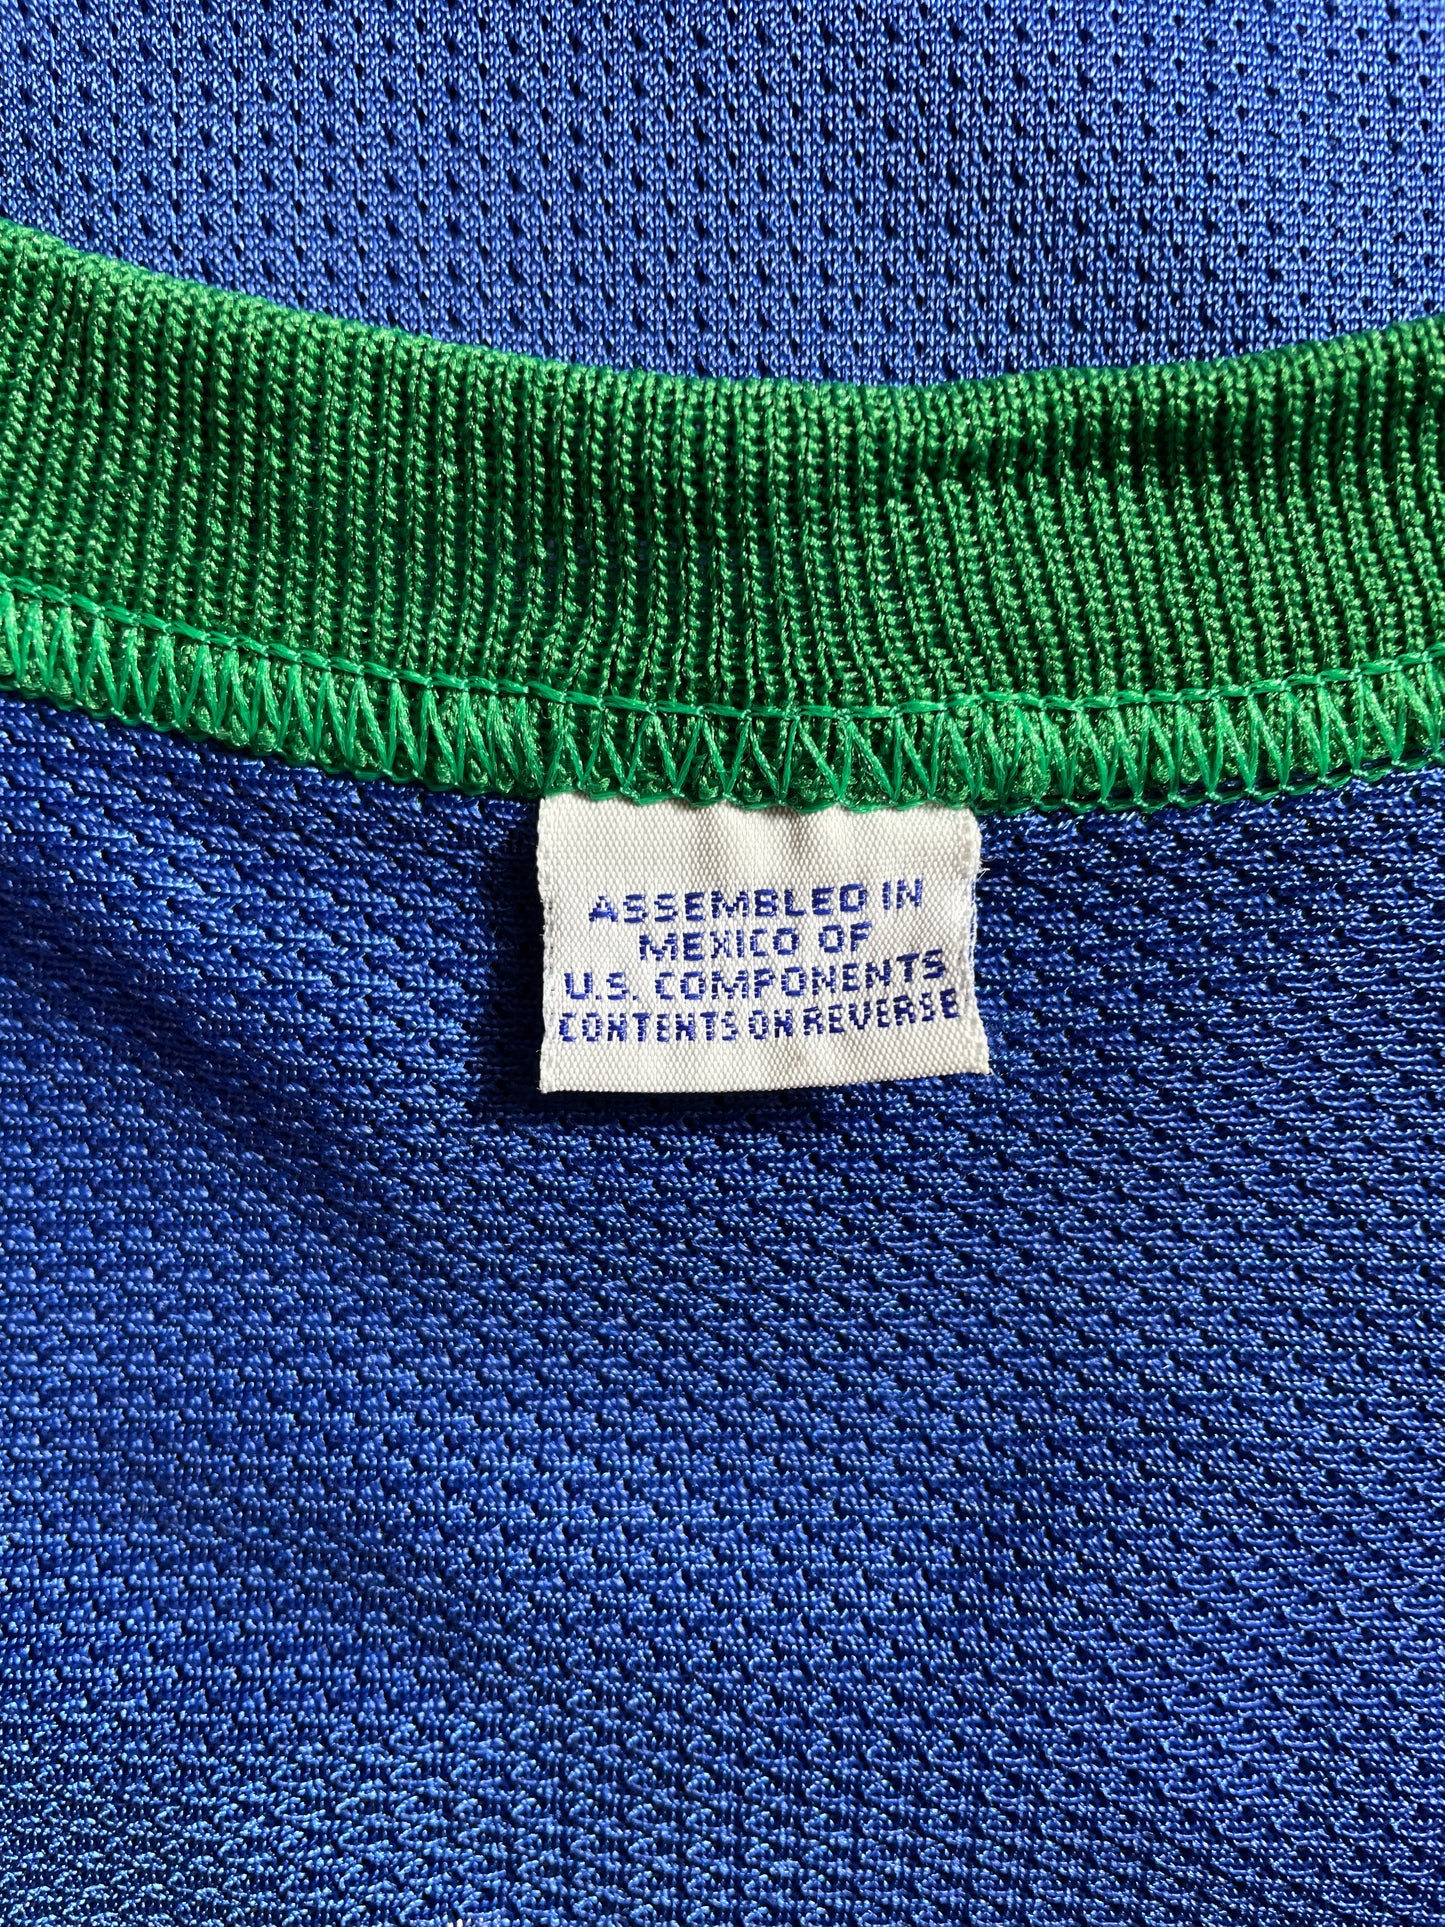 ASSEMBLED IN
MEXICO OF
U.S. COMPONENTS
CONTENTS ON REVERSE